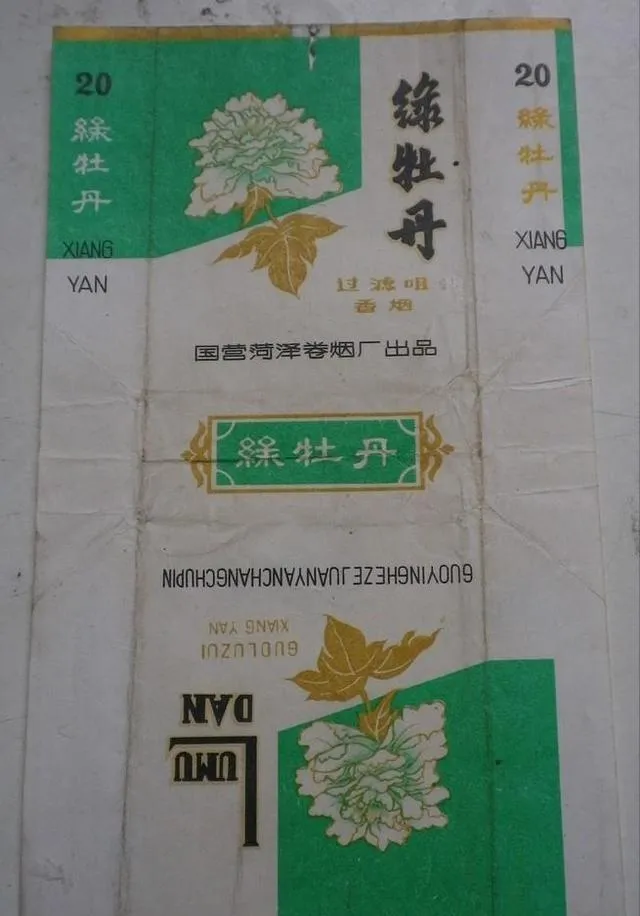 20
綠牡丹
XIANG
YAN
綠牡丹
过滤咀
香烟
20
綠牡丹
XIANG
YAN
国营菏泽卷烟厂出品
綠牡丹
GUOYINGHEZEJUANYANCHANGCHUPIN
GUOLUZUI
XIANG YAN
LUMU
DAN